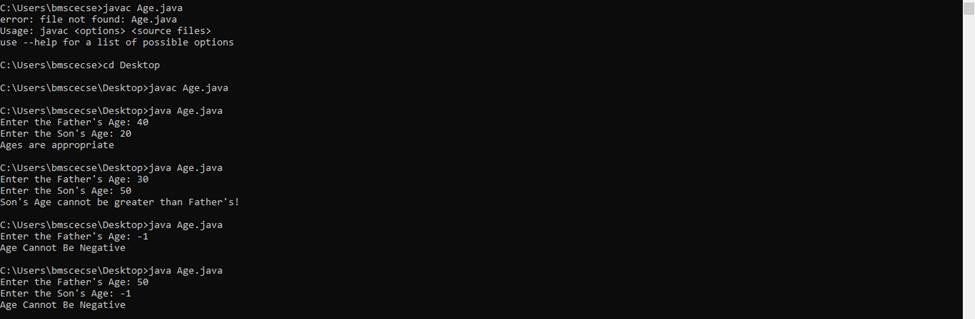 C:\Users\bmscecse>javac Age.java
error: file not found: Age.java
Usage: javac <options> <source files>
use --help for a list of possible options
C:\Users\bmscecse>cd Desktop
C:\Users\bmscecse\Desktop>javac Age.java
C:\Users\bmscecse\Desktop>java Age.java
Enter the Father's Age: 40
Enter the Son's Age: 20
Ages are appropriate
C:\Users\bmscecse\Desktop>java Age.java
Enter the Father's Age: 30
Enter the Son's Age: 50
Son's Age cannot be greater than Father's!
C:\Users\bmscecse\Desktop>java Age.java
Enter the Father's Age: -1
Age Cannot Be Negative
C:\Users\bmscecse\Desktop>java Age.java
Enter the Father's Age: 50
Enter the Son's Age: -1
Age Cannot Be Negative